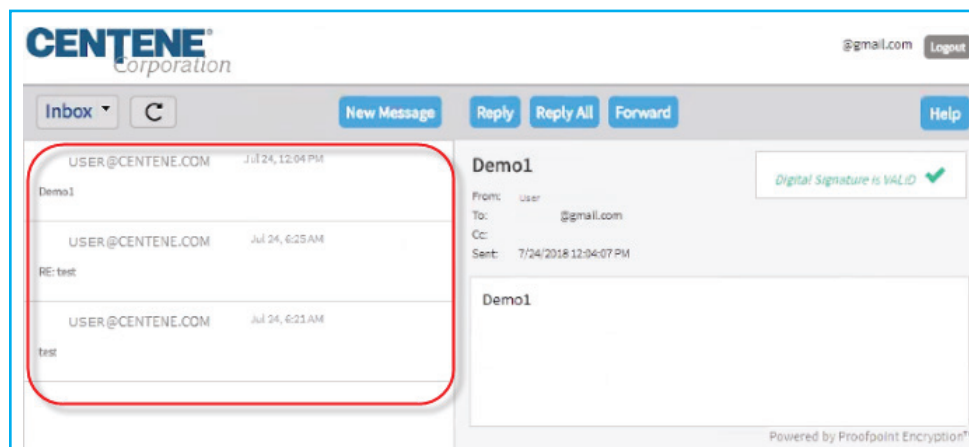 CENTENE®
Corporation
@gmail.com Logout
Inbox New Message Reply Reply All Forward Help
USER@CENTENE.COM Jul 24, 12:04 PM
Demo1
USER@CENTENE.COM Jul 24, 6:25 AM
RE: test
USER@CENTENE.COM Jul 24, 6:21 AM
test
Demo1
Digital Signature is VALID
From: User
To: @gmail.com
Cc:
Sent: 7/24/2018 12:04:07 PM
Demo1
Powered by Proofpoint Encryption™